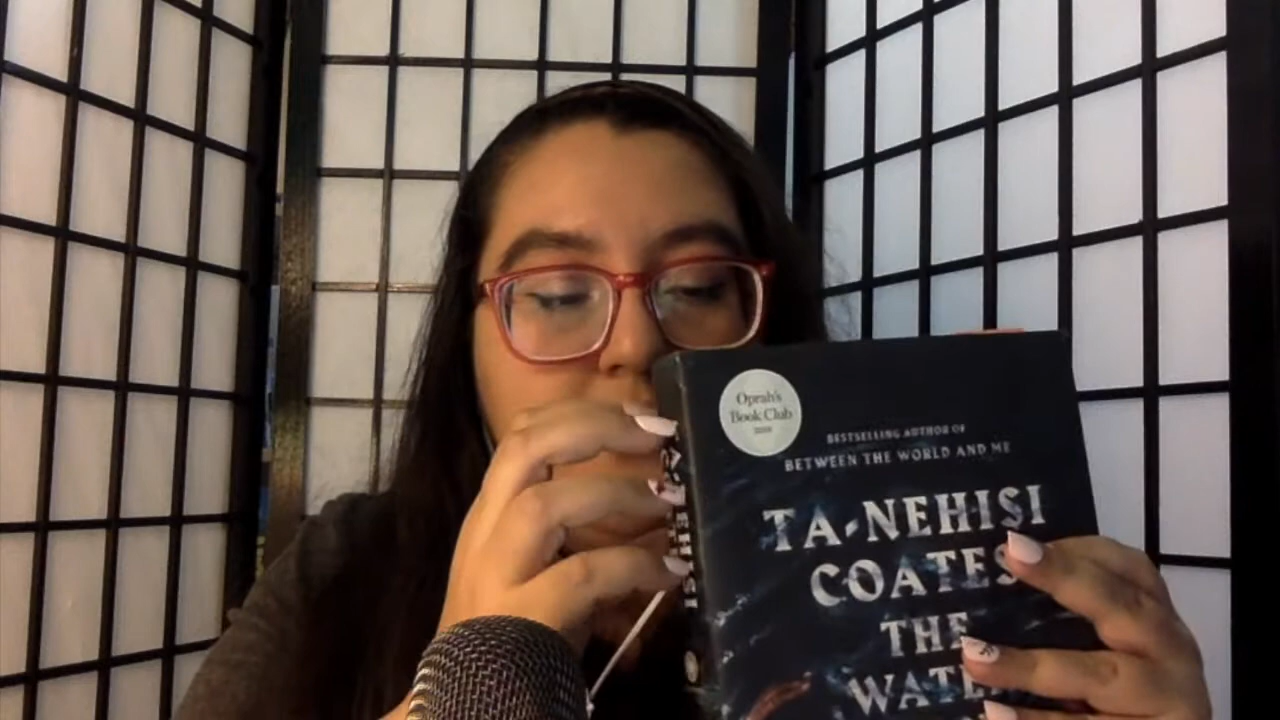 Oprah's
Book Club
BESTSELLING AUTHOR OF
BETWEEN THE WORLD AND ME
TA-NEHISI
COATES
THE